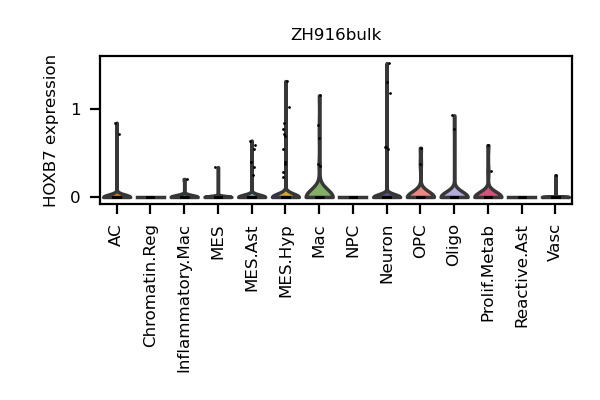 ZH916bulk
HOXB7 expression
1
0
AC
Chromatin.Reg
Inflammatory.Mac
MES
MES.Ast
MES.Hyp
Mac
NPC
Neuron
OPC
Oligo
Prolif.Metab
Reactive.Ast
Vasc